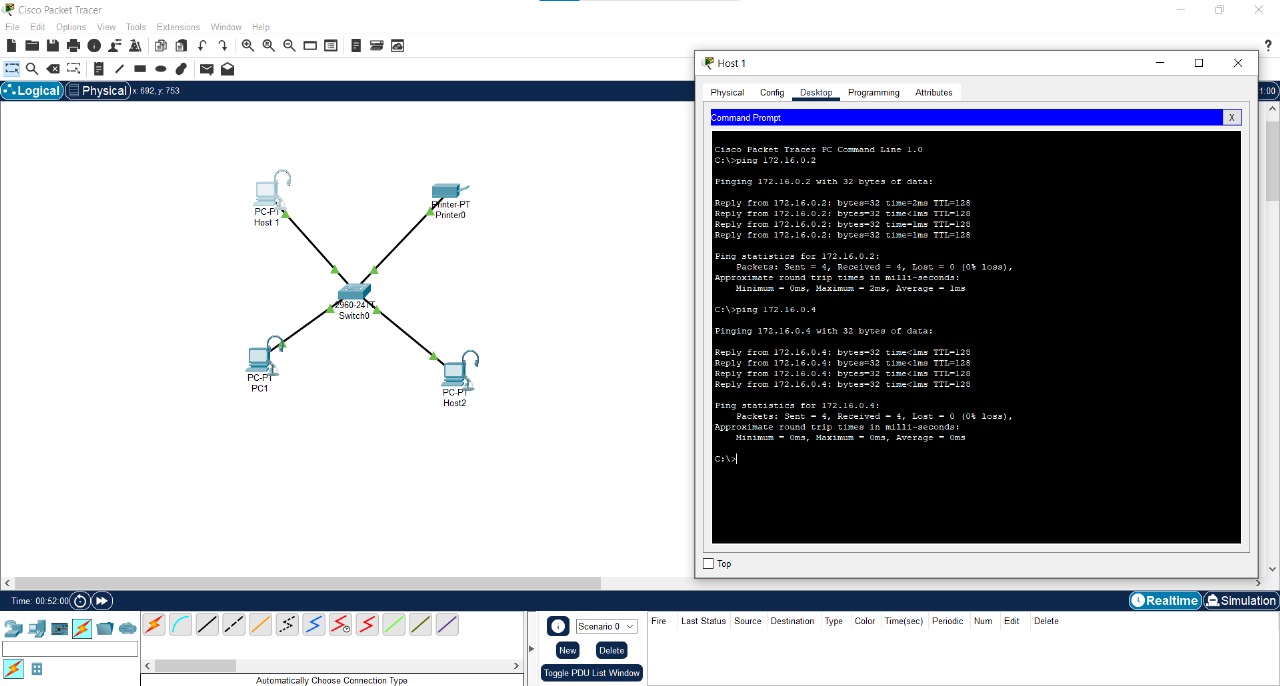 Cisco Packet Tracer
File Edit Options View Tools Extensions Window Help
Logical Physical x: 692, y: 753
1:00
PC-PT
Host 1
Printer-PT
Printer0
2960-24TT
Switch0
PC-PT
PC1
PC-PT
Host2
Host 1
Physical Config Desktop Programming Attributes
Command Prompt X
Cisco Packet Tracer PC Command Line 1.0
C:\>ping 172.16.0.2
Pinging 172.16.0.2 with 32 bytes of data:
Reply from 172.16.0.2: bytes=32 time=2ms TTL=128
Reply from 172.16.0.2: bytes=32 time<1ms TTL=128
Reply from 172.16.0.2: bytes=32 time=1ms TTL=128
Reply from 172.16.0.2: bytes=32 time=1ms TTL=128
Ping statistics for 172.16.0.2:
Packets: Sent = 4, Received = 4, Lost = 0 (0% loss),
Approximate round trip times in milli-seconds:
Minimum = 0ms, Maximum = 2ms, Average = 1ms
C:\>ping 172.16.0.4
Pinging 172.16.0.4 with 32 bytes of data:
Reply from 172.16.0.4: bytes=32 time<1ms TTL=128
Reply from 172.16.0.4: bytes=32 time<1ms TTL=128
Reply from 172.16.0.4: bytes=32 time<1ms TTL=128
Reply from 172.16.0.4: bytes=32 time<1ms TTL=128
Ping statistics for 172.16.0.4:
Packets: Sent = 4, Received = 4, Lost = 0 (0% loss),
Approximate round trip times in milli-seconds:
Minimum = 0ms, Maximum = 0ms, Average = 0ms
C:\>
Top
Time: 00:52:00 Realtime Simulation
Scenario 0
New Delete
Toggle PDU List Window
Fire Last Status Source Destination Type Color Time(sec) Periodic Num Edit Delete
Automatically Choose Connection Type